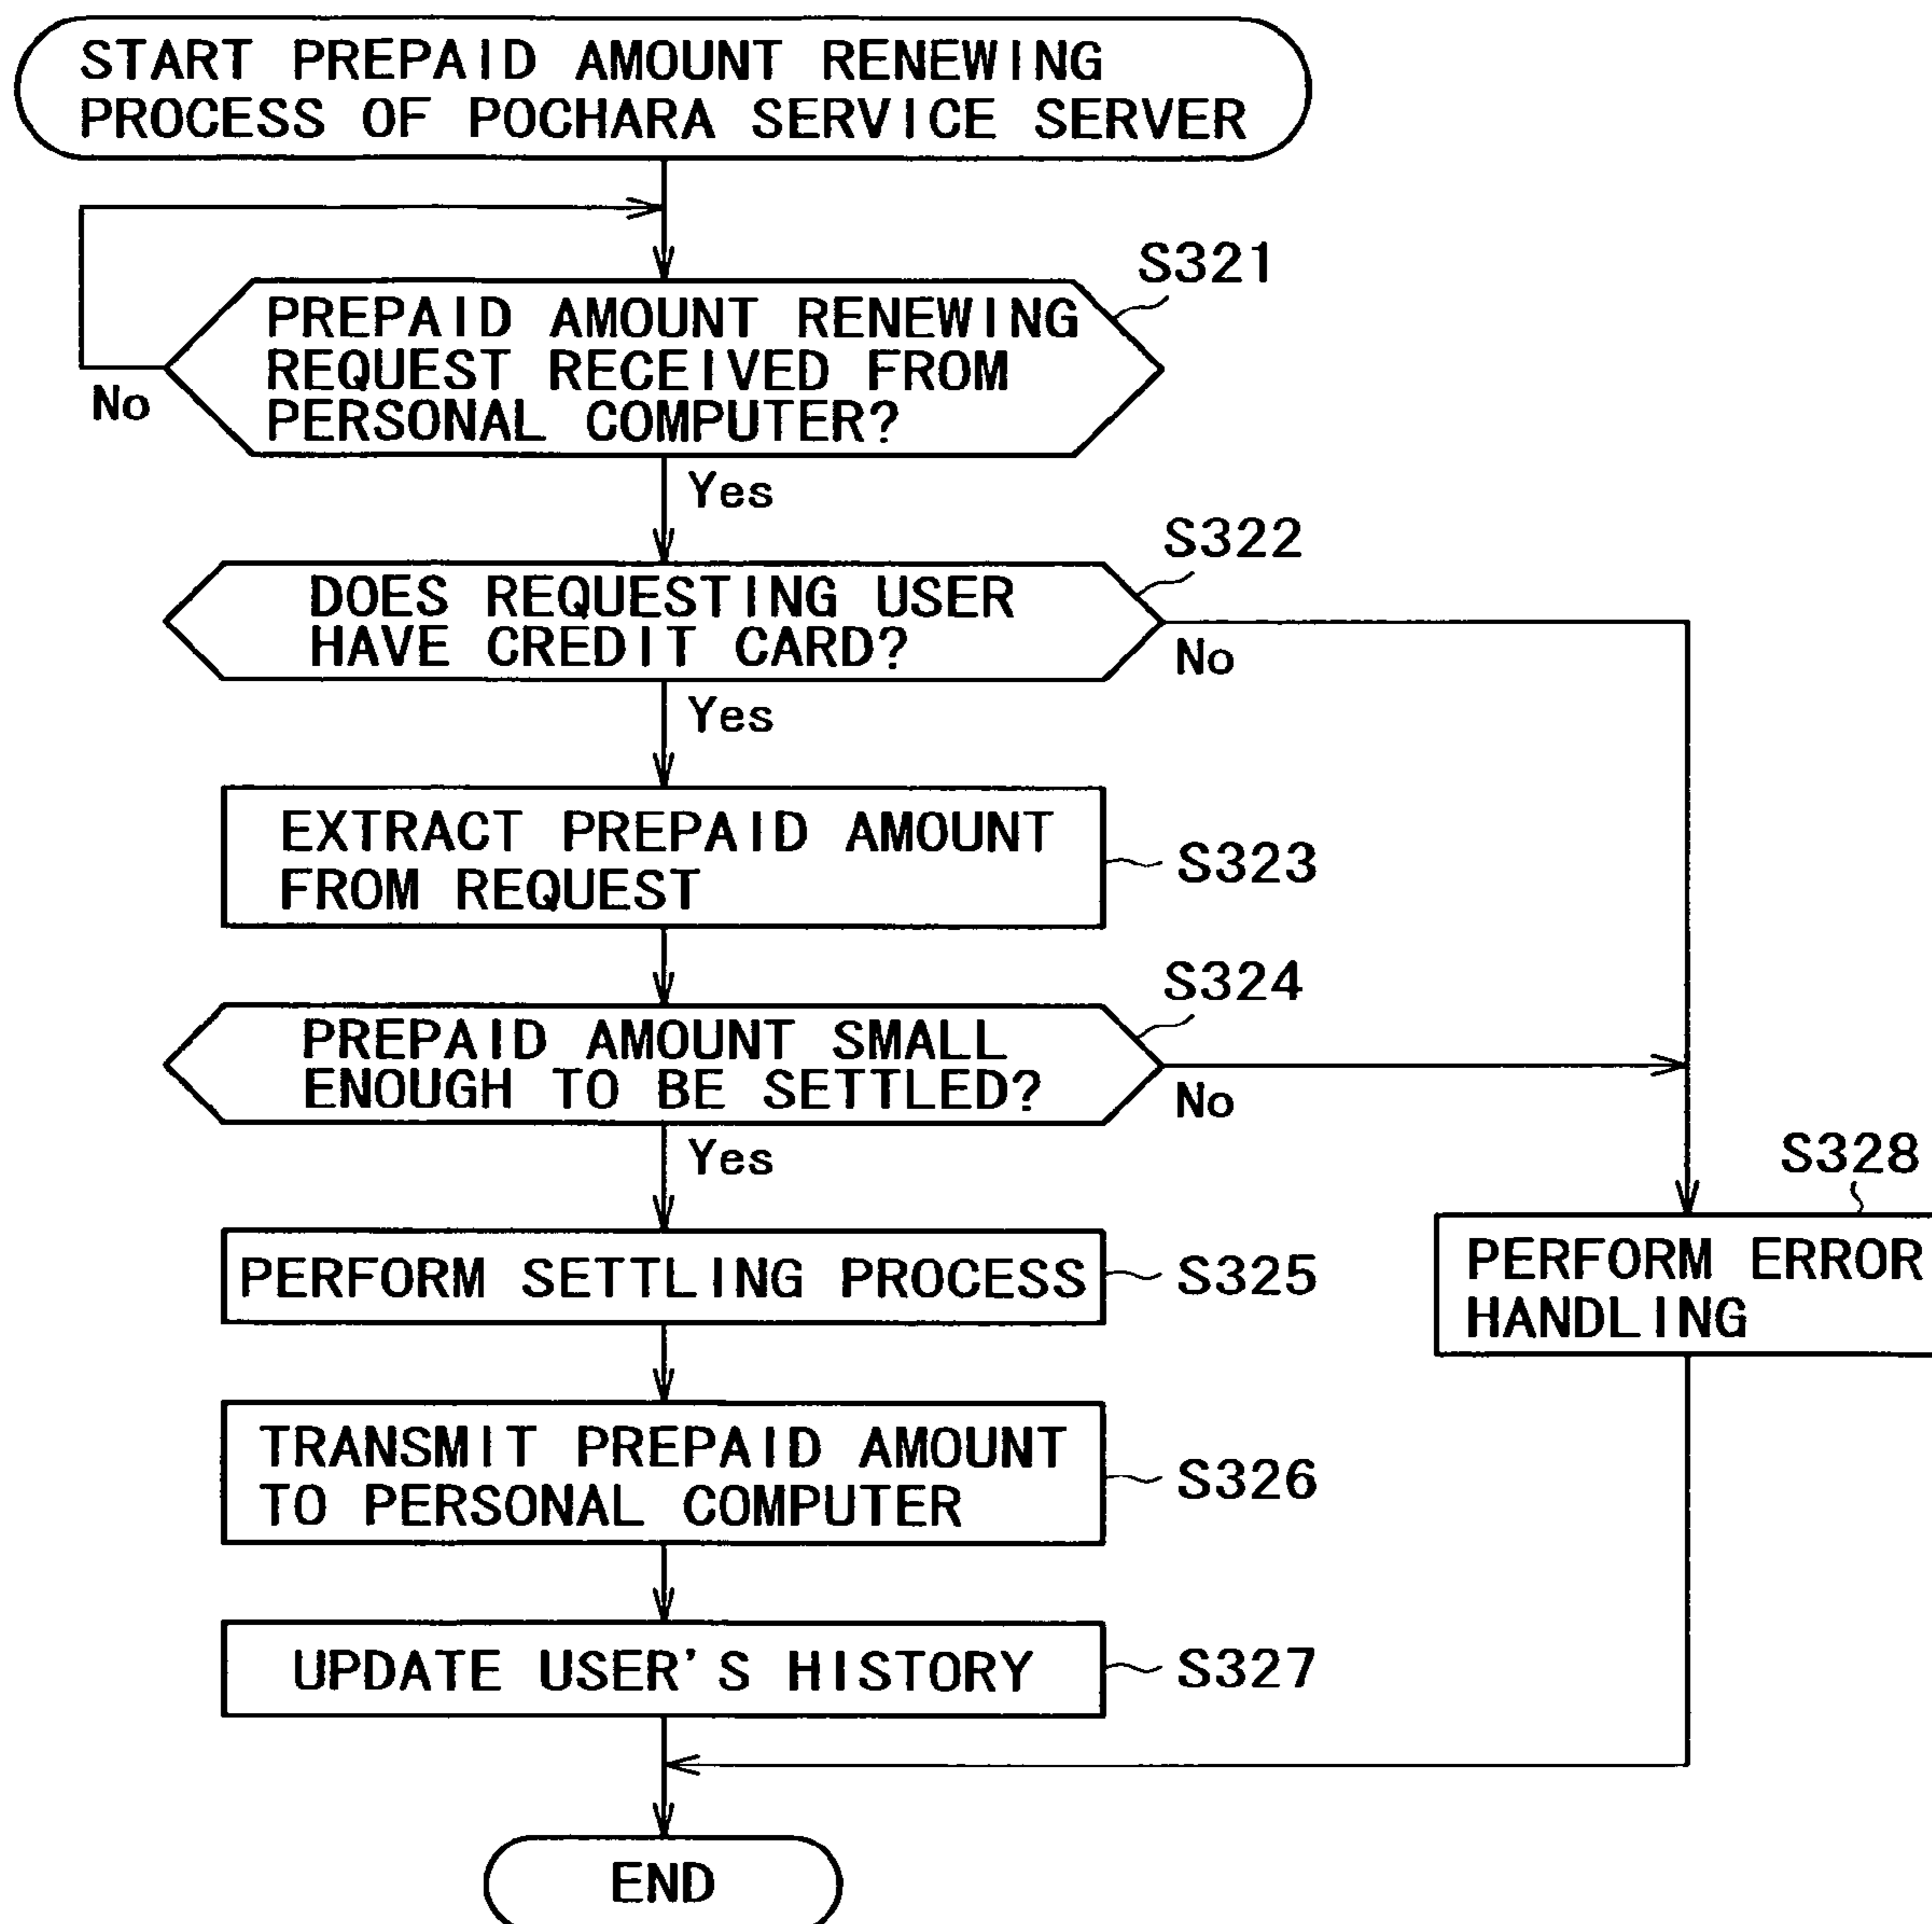 START PREPAID AMOUNT RENEWING
PROCESS OF POCHARA SERVICE SERVER
S321
PREPAID AMOUNT RENEWING
REQUEST RECEIVED FROM
PERSONAL COMPUTER?
No
Yes
S322
DOES REQUESTING USER
HAVE CREDIT CARD?
No
Yes
EXTRACT PREPAID AMOUNT
FROM REQUEST
S323
S324
PREPAID AMOUNT SMALL
ENOUGH TO BE SETTLED?
No
Yes
S328
PERFORM ERROR
HANDLING
PERFORM SETTLING PROCESS
S325
TRANSMIT PREPAID AMOUNT
TO PERSONAL COMPUTER
S326
UPDATE USER'S HISTORY
S327
END